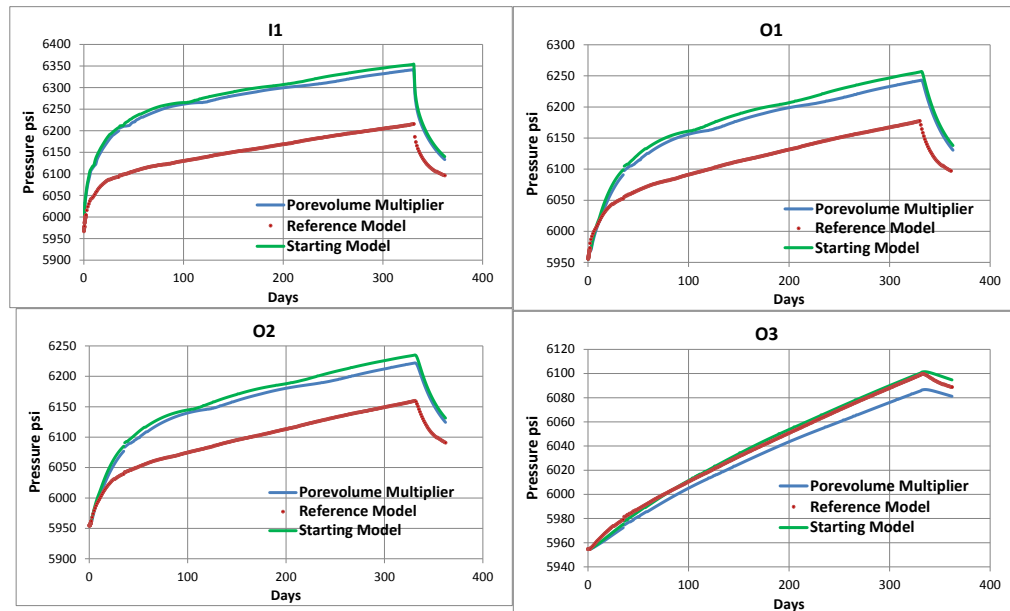 I1
Pressure psi
6400
6350
6300
6250
6200
6150
6100
6050
6000
5950
5900
Porevolume Multiplier
Reference Model
Starting Model
0 100 200 300 400
Days
O1
Pressure psi
6300
6250
6200
6150
6100
6050
6000
5950
Porevolume Multiplier
Reference Model
Starting Model
0 100 200 300 400
Days
O2
Pressure psi
6250
6200
6150
6100
6050
6000
5950
5900
Porevolume Multiplier
Reference Model
Starting Model
0 100 200 300 400
Days
O3
Pressure psi
6120
6100
6080
6060
6040
6020
6000
5980
5960
5940
Porevolume Multiplier
Reference Model
Starting Model
0 100 200 300 400
Days